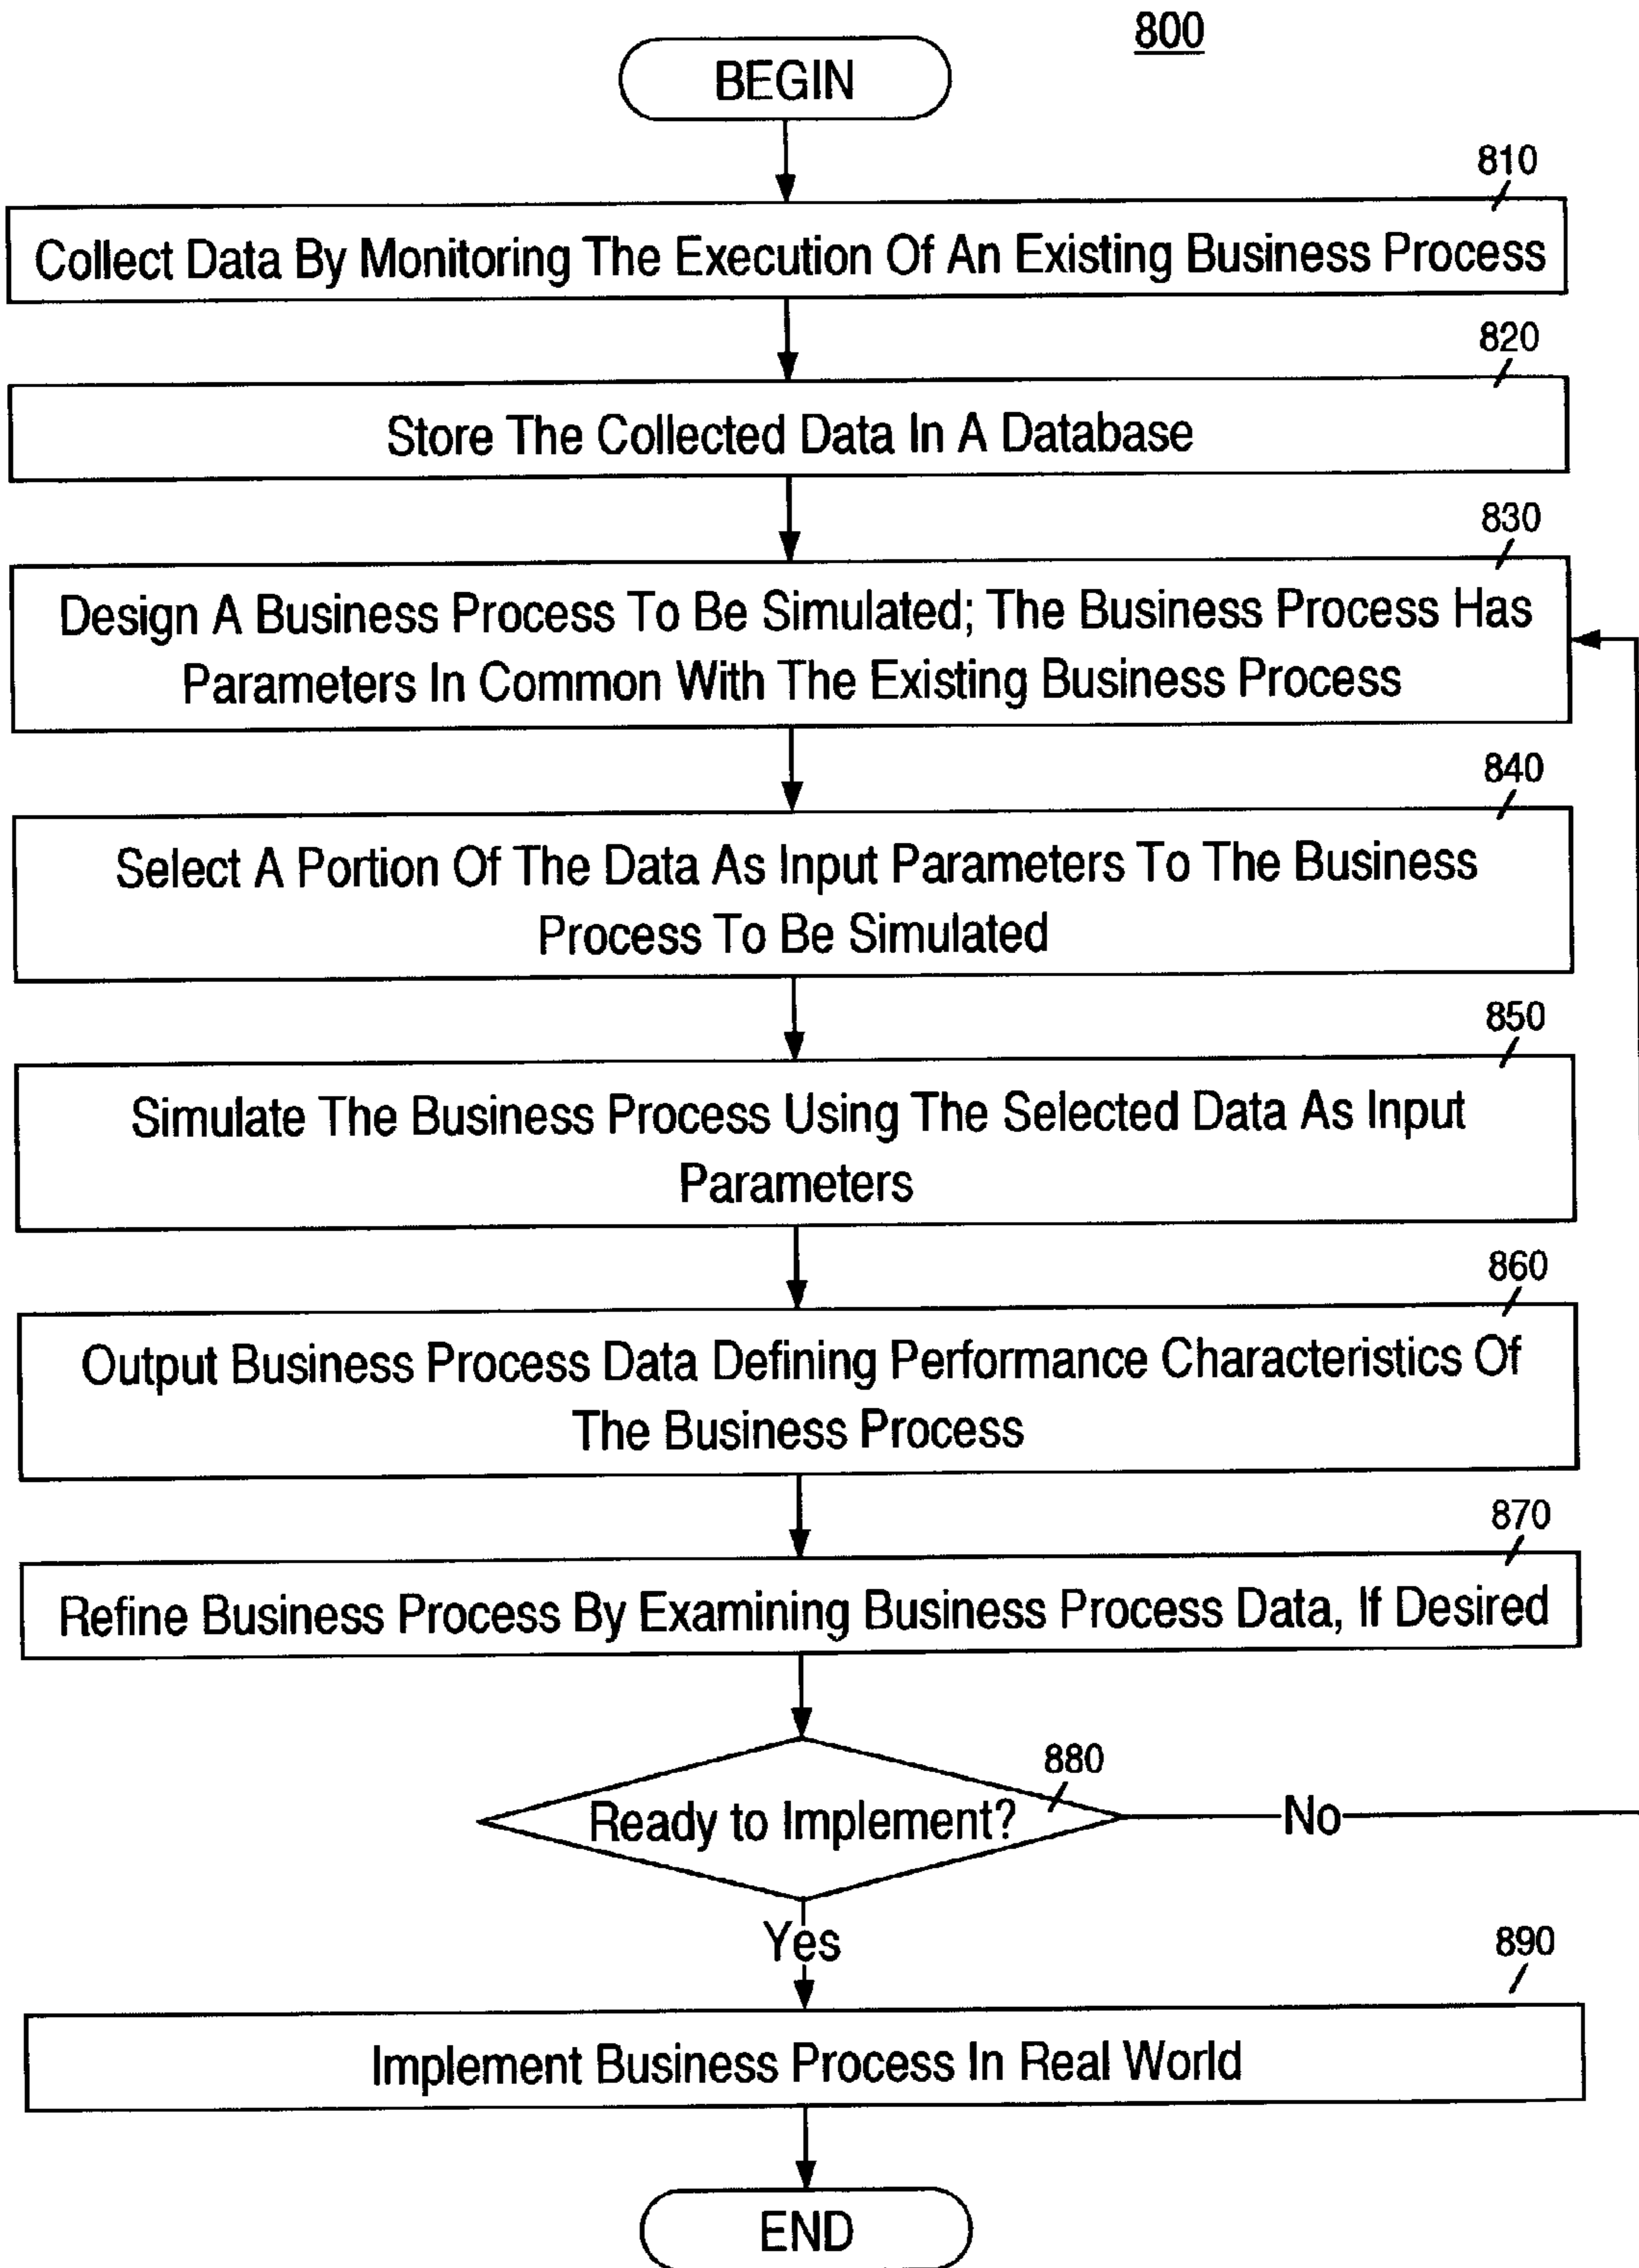 800
BEGIN
810
Collect Data By Monitoring The Execution Of An Existing Business Process
820
Store The Collected Data In A Database
830
Design A Business Process To Be Simulated; The Business Process Has
Parameters In Common With The Existing Business Process
840
Select A Portion Of The Data As Input Parameters To The Business
Process To Be Simulated
850
Simulate The Business Process Using The Selected Data As Input
Parameters
860
Output Business Process Data Defining Performance Characteristics Of
The Business Process
870
Refine Business Process By Examining Business Process Data, If Desired
880
Ready to Implement?
No
Yes
890
Implement Business Process In Real World
END